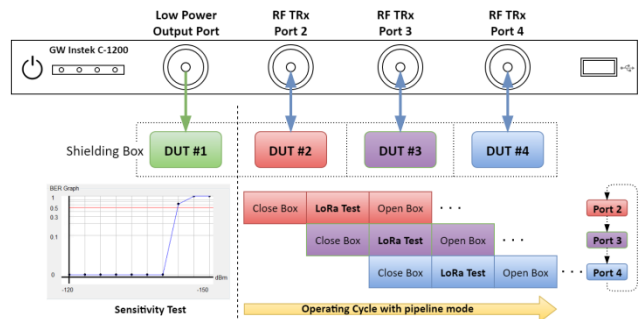 Low Power
Output Port
RF TRx
Port 2
RF TRx
Port 3
RF TRx
Port 4
GW Instek C-1200
Shielding Box
DUT #1
DUT #2
DUT #3
DUT #4
BER Graph
1
0.5
0.3
0.1
0
dBm
-120
-150
Sensitivity Test
Close Box
LoRa Test
Open Box
. . .
Close Box
LoRa Test
Open Box
. . .
Close Box
LoRa Test
Open Box
. . .
Port 2
Port 3
Port 4
Operating Cycle with pipeline mode